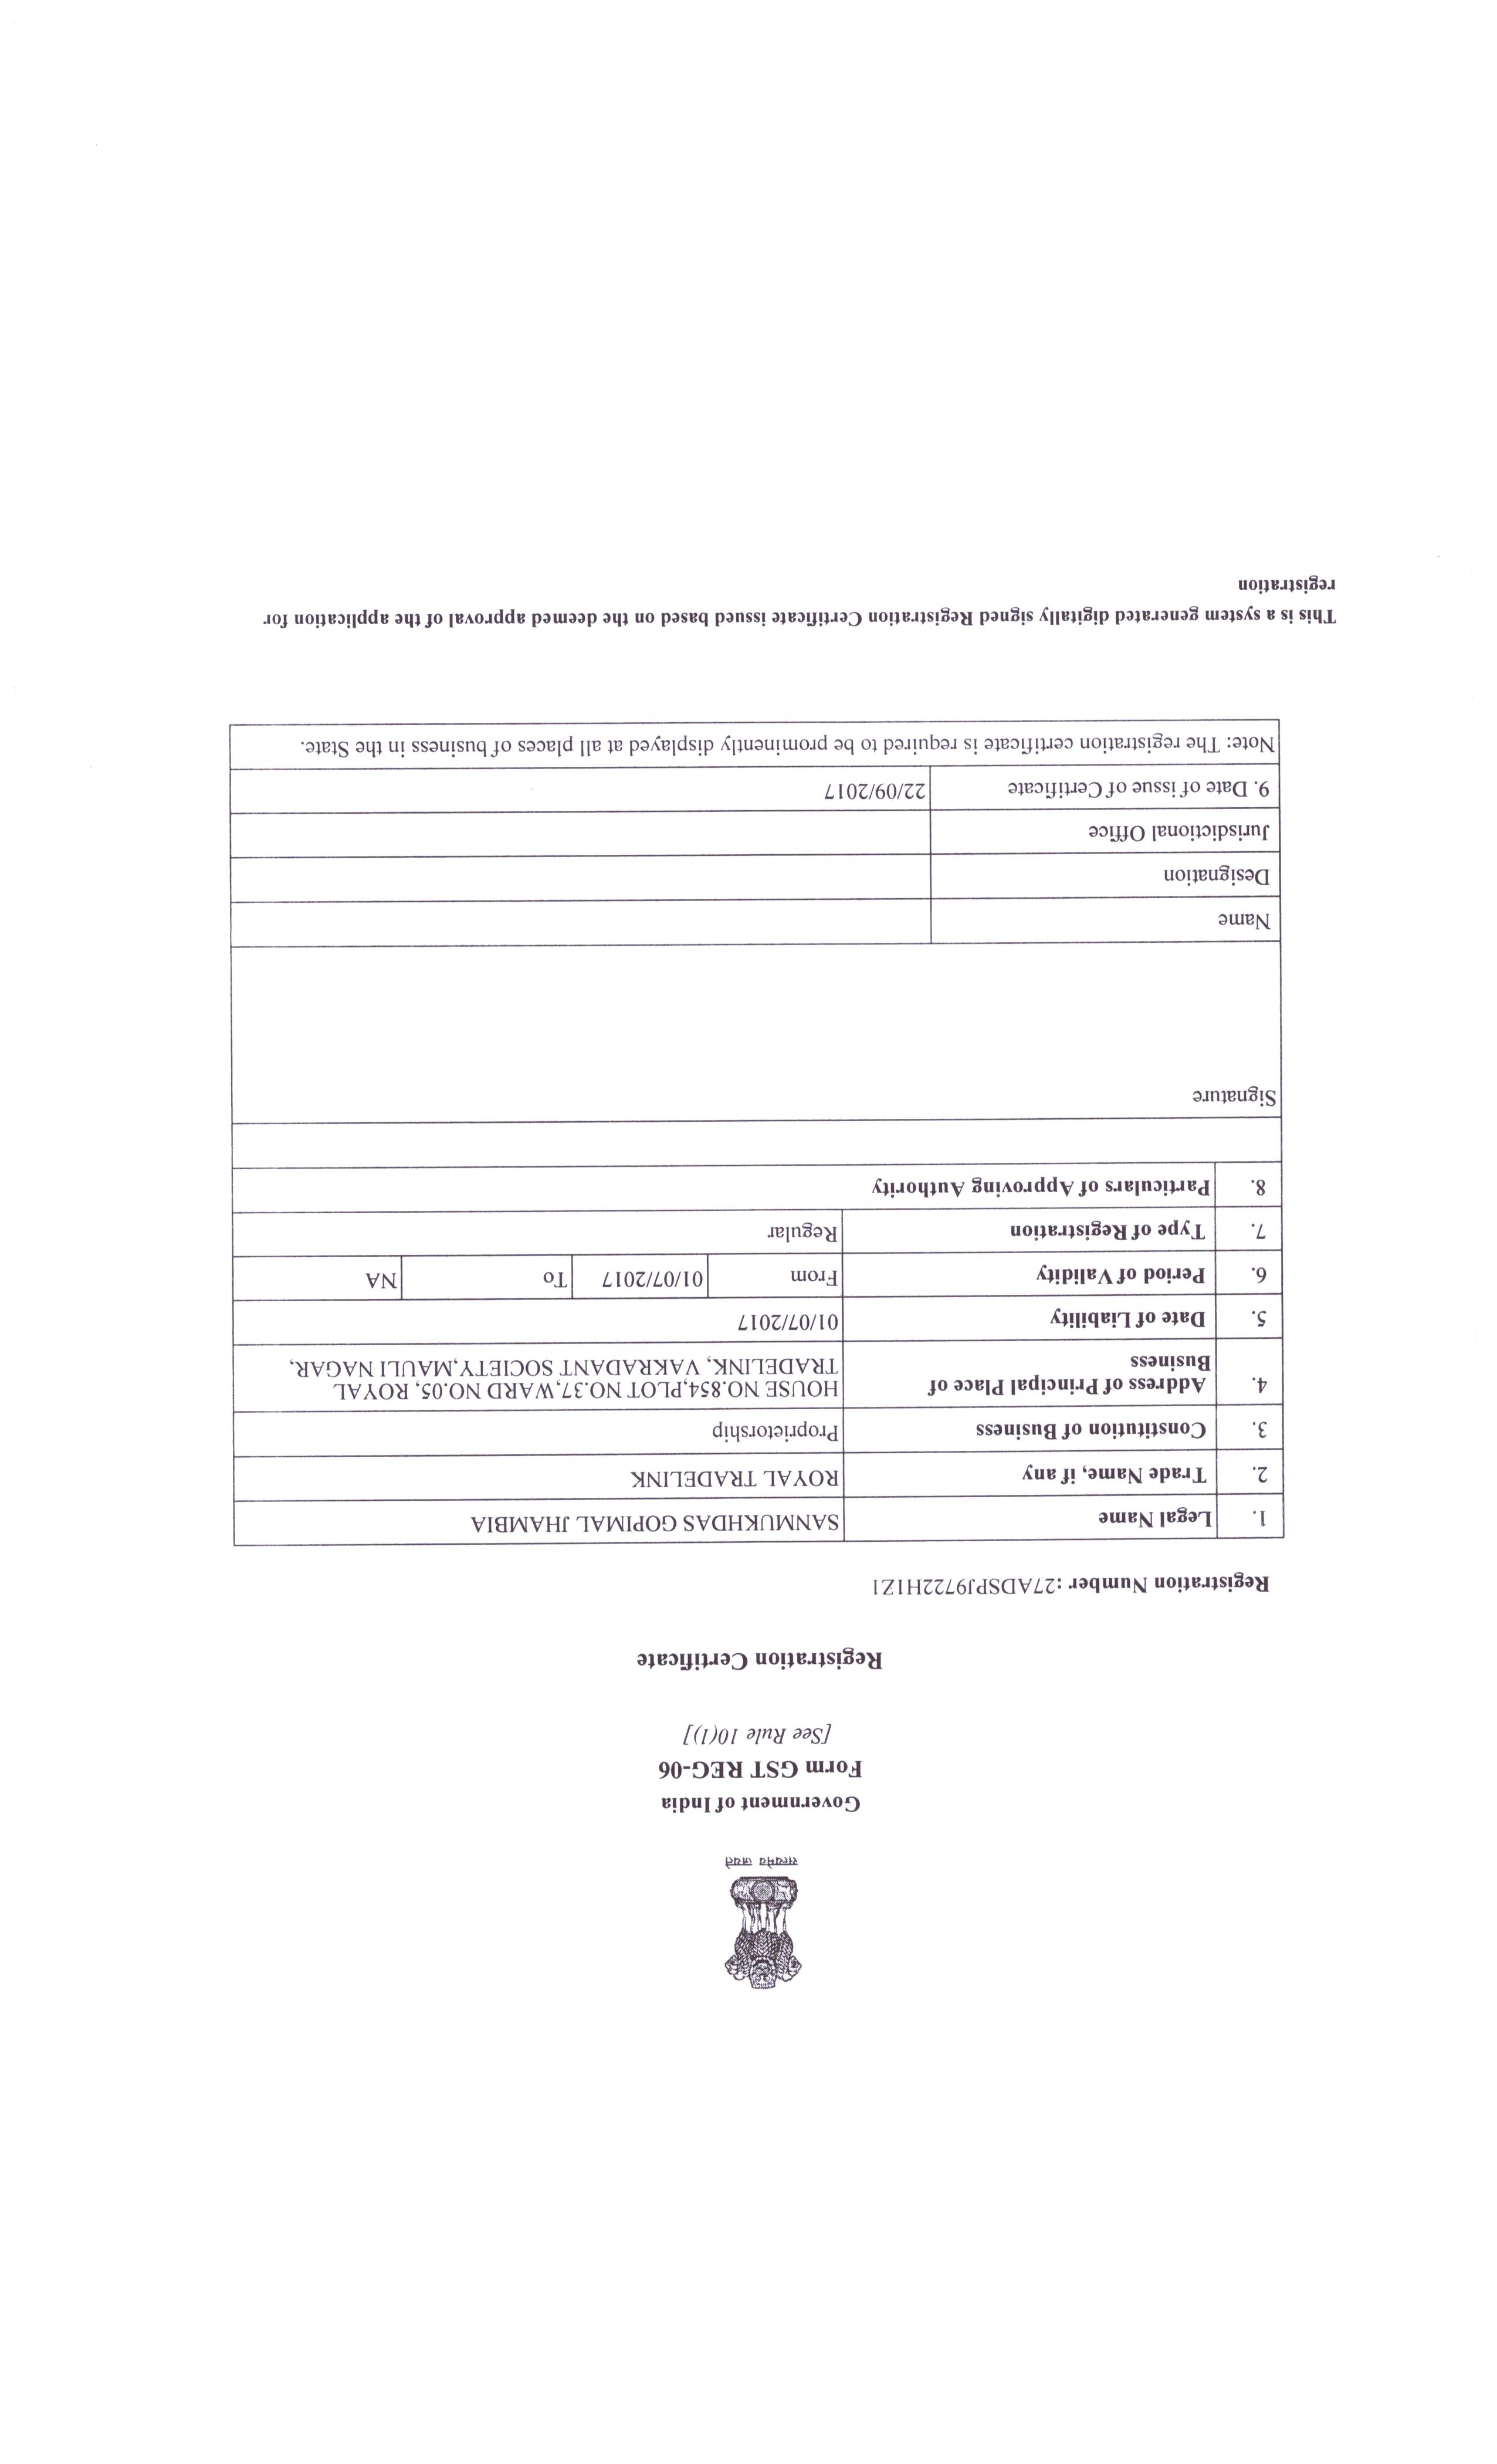 सत्यमेव जयते
Government of India
Form GST REG-06
[See Rule 10(1)]
Registration Certificate
Registration Number :27ADSPJ9722H1Z1
1. Legal Name SANMUKHDAS GOPIMAL JHAMBIA
2. Trade Name, if any ROYAL TRADELINK
3. Constitution of Business Proprietorship
4. Address of Principal Place of HOUSE NO.854,PLOT NO.37,WARD NO.05, ROYAL
Business TRADELINK, VAKRADANT SOCIETY,MAULI NAGAR,
5. Date of Liability 01/07/2017
6. Period of Validity From 01/07/2017 To NA
7. Type of Registration Regular
8. Particulars of Approving Authority
Signature
Name
Designation
Jurisdictional Office
9. Date of issue of Certificate 22/09/2017
Note: The registration certificate is required to be prominently displayed at all places of business in the State.
This is a system generated digitally signed Registration Certificate issued based on the deemed approval of the application for
registration